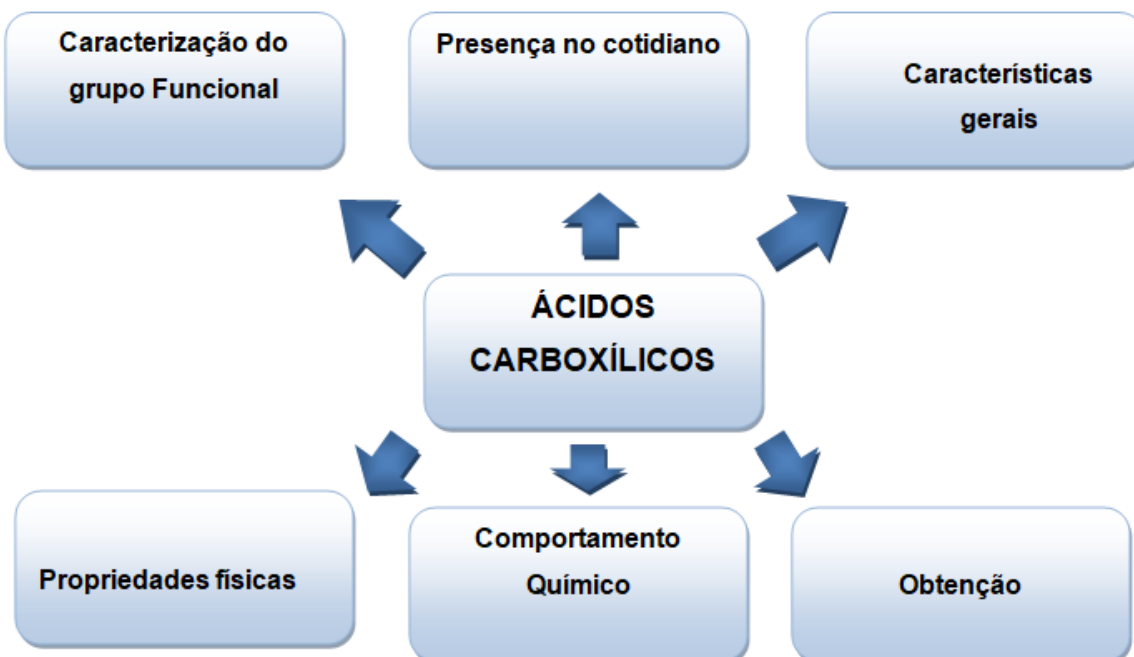 Caracterização do
grupo Funcional
Presença no cotidiano
Características
gerais
ÁCIDOS
CARBOXÍLICOS
Propriedades físicas
Comportamento
Químico
Obtenção